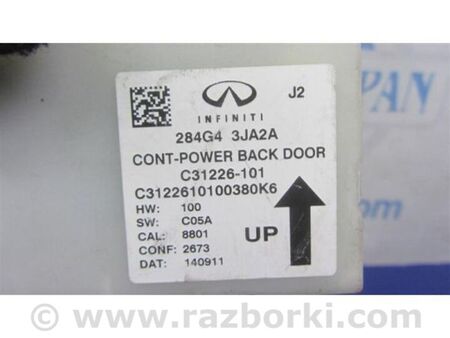 INFINITI
J2
284G4 3JA2A
CONT-POWER BACK DOOR
C31226-101
C3122610100380K6
HW: 100
SW: C05A
CAL: 8801
CONF: 2673
DAT: 140911
UP
PAN
www.razborki.com